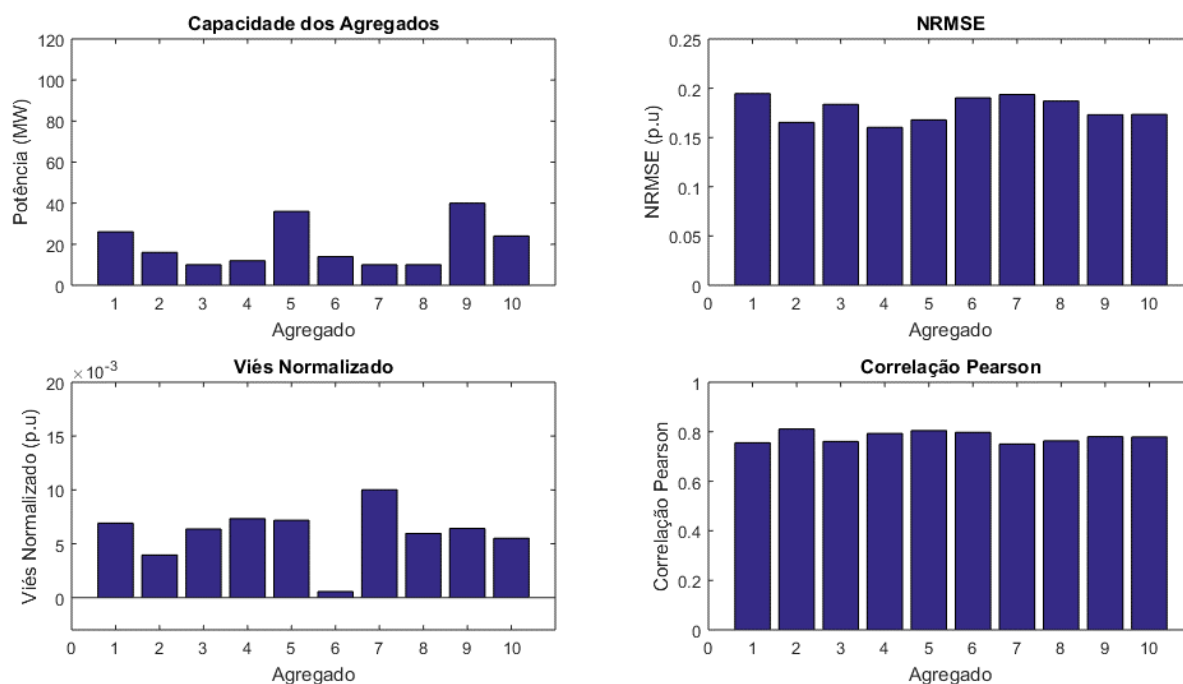 Capacidade dos Agregados
120
100
80
60
40
20
0
Potência (MW)
1 2 3 4 5 6 7 8 9 10
Agregado
NRMSE
0.25
0.2
0.15
0.1
0.05
0
NRMSE (p.u)
0 1 2 3 4 5 6 7 8 9 10
Agregado
Viés Normalizado
×10⁻³
20
15
10
5
0
Viés Normalizado (p.u)
0 1 2 3 4 5 6 7 8 9 10
Agregado
Correlação Pearson
1
0.8
0.6
0.4
0.2
0
Correlação Pearson
0 1 2 3 4 5 6 7 8 9 10
Agregado